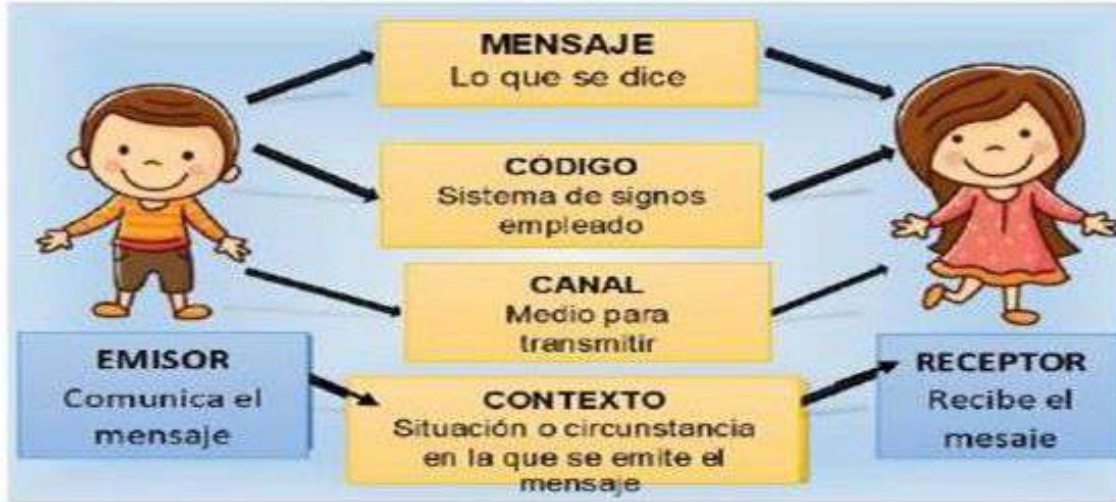 MENSAJE
Lo que se dice
CÓDIGO
Sistema de signos
empleado
CANAL
Medio para
transmitir
EMISOR
Comunica el
mensaje
CONTEXTO
Situación o circunstancia
en la que se emite el
mensaje
RECEPTOR
Recibe el
mesaje